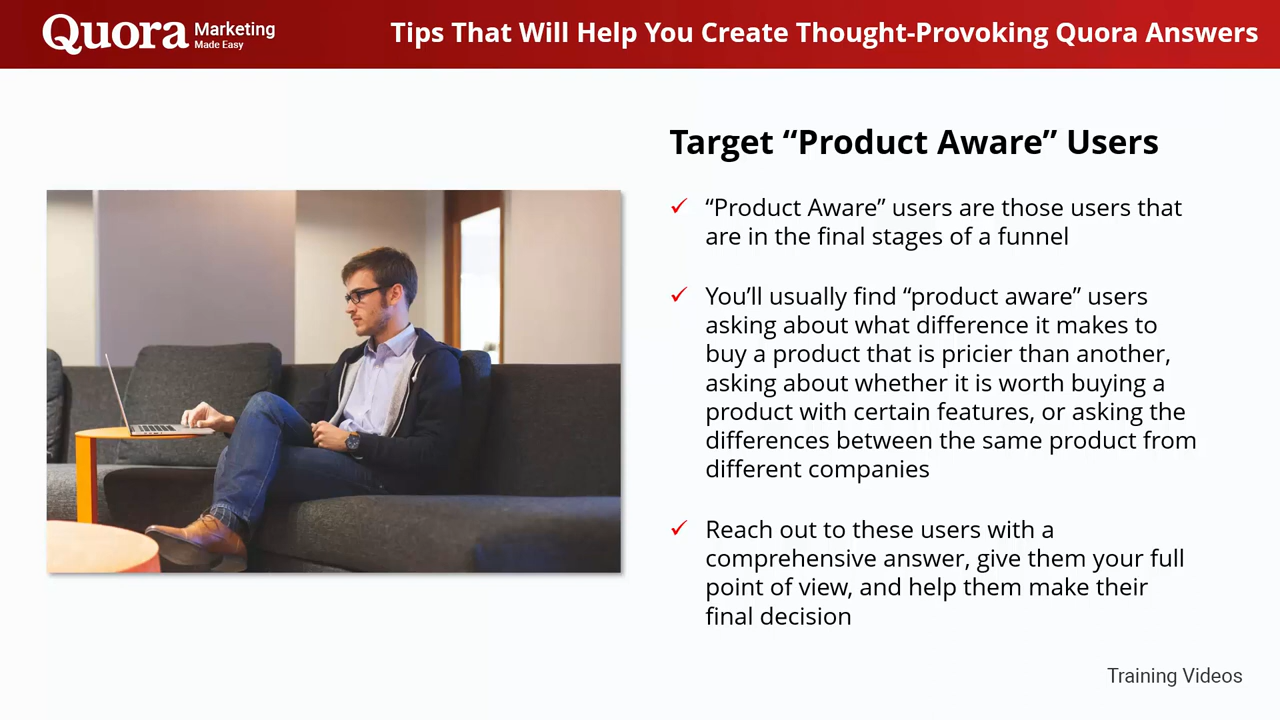 Quora Marketing
Made Easy
Tips That Will Help You Create Thought-Provoking Quora Answers
Target “Product Aware” Users
“Product Aware” users are those users that
are in the final stages of a funnel
You’ll usually find “product aware” users
asking about what difference it makes to
buy a product that is pricier than another,
asking about whether it is worth buying a
product with certain features, or asking the
differences between the same product from
different companies
Reach out to these users with a
comprehensive answer, give them your full
point of view, and help them make their
final decision
Training Videos